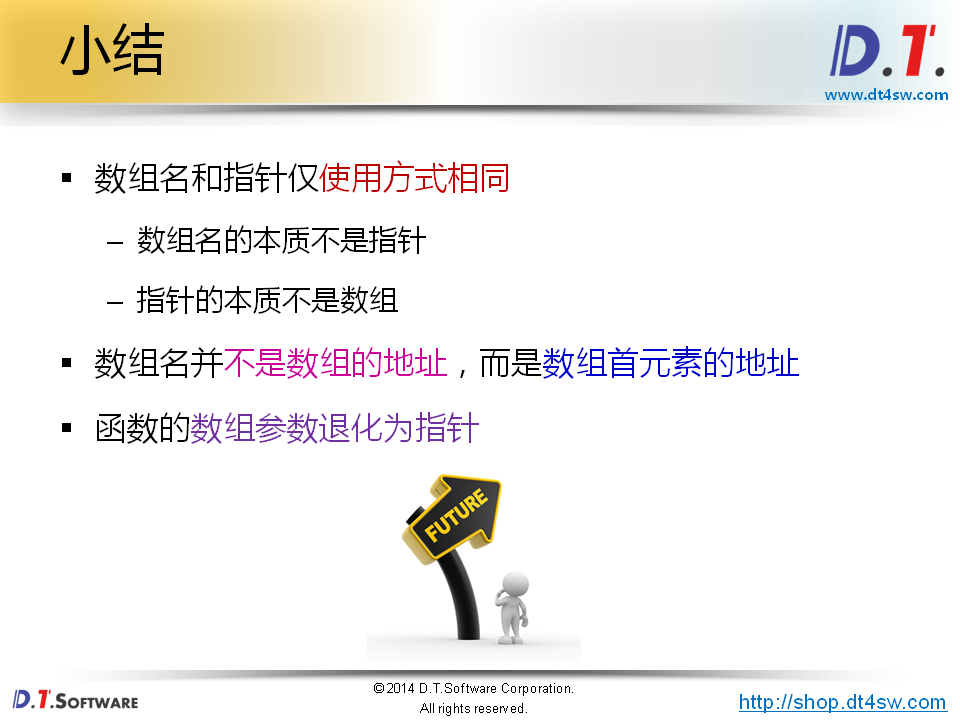 小结
D.T.
www.dt4sw.com
▪ 数组名和指针仅使用方式相同
– 数组名的本质不是指针
– 指针的本质不是数组
▪ 数组名并不是数组的地址，而是数组首元素的地址
▪ 函数的数组参数退化为指针
FUTURE
D.T.SOFTWARE
©2014 D.T.Software Corporation.
All rights reserved.
http://shop.dt4sw.com